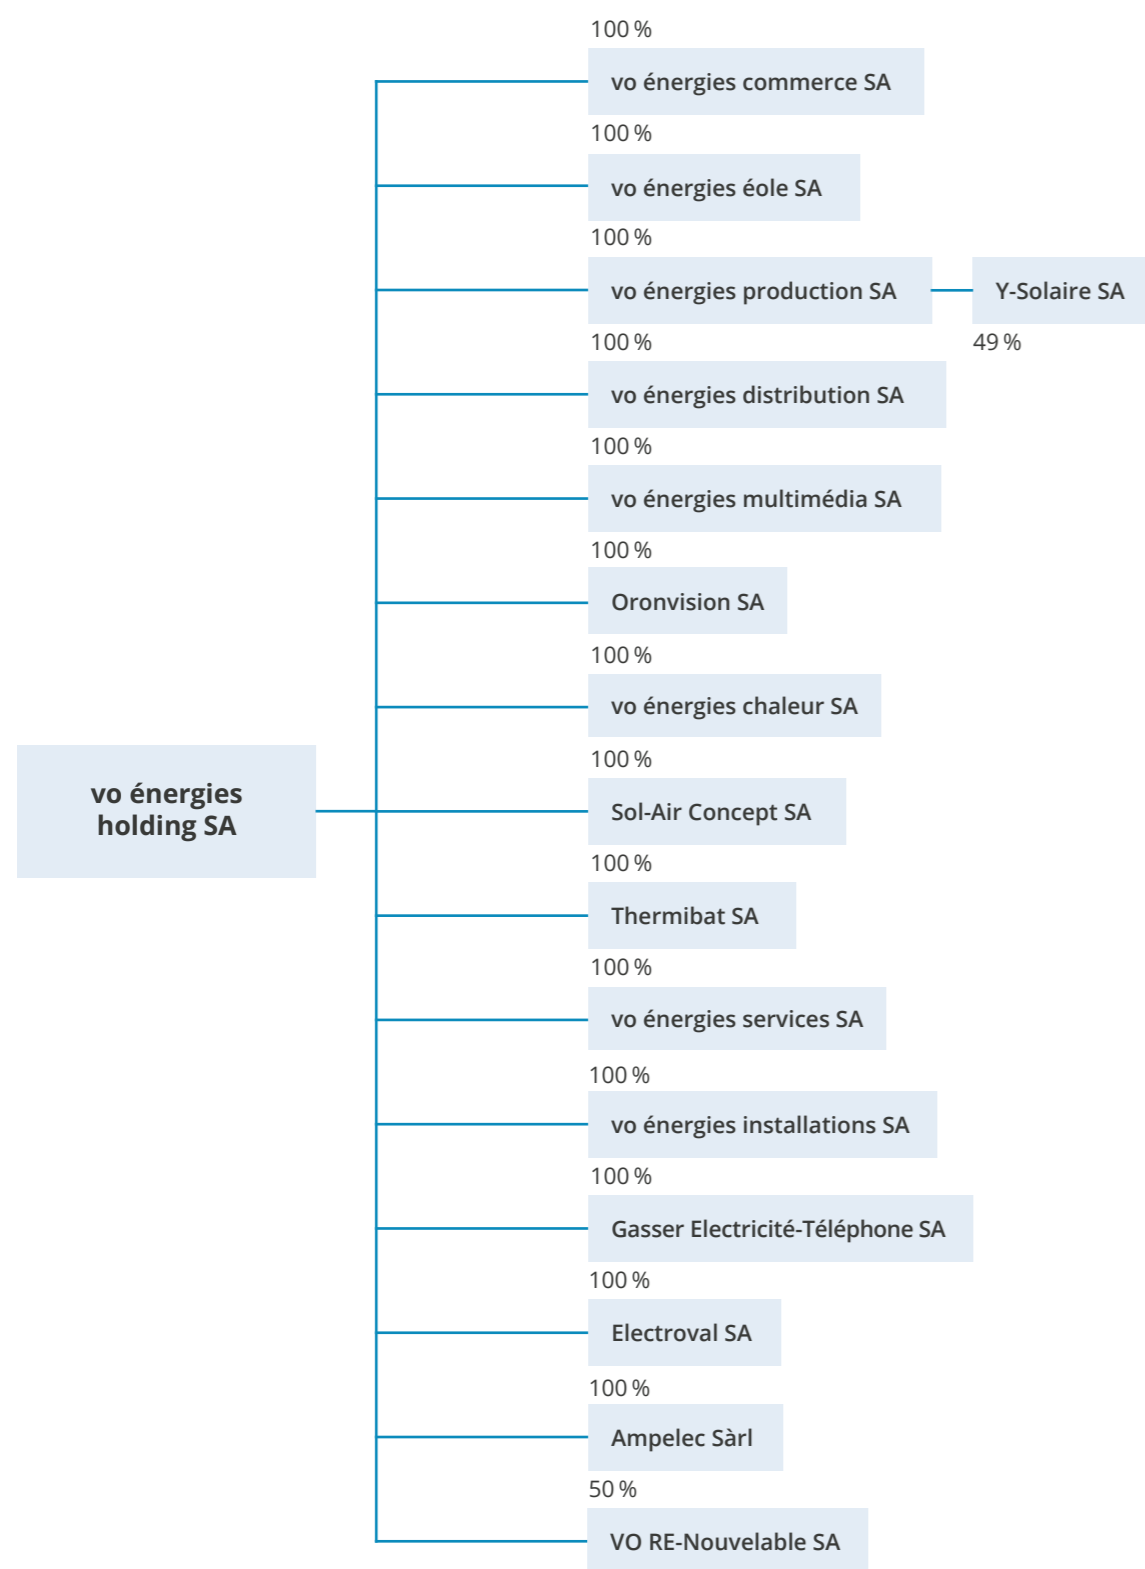 100 %
vo énergies commerce SA
100 %
vo énergies éole SA
100 %
vo énergies production SA
Y-Solaire SA
100 %
49 %
vo énergies distribution SA
100 %
vo énergies multimédia SA
100 %
Oronvision SA
100 %
vo énergies chaleur SA
100 %
vo énergies
holding SA
Sol-Air Concept SA
100 %
Thermibat SA
100 %
vo énergies services SA
100 %
vo énergies installations SA
100 %
Gasser Electricité-Téléphone SA
100 %
Electroval SA
100 %
Ampelec Sàrl
50 %
VO RE-Nouvelable SA